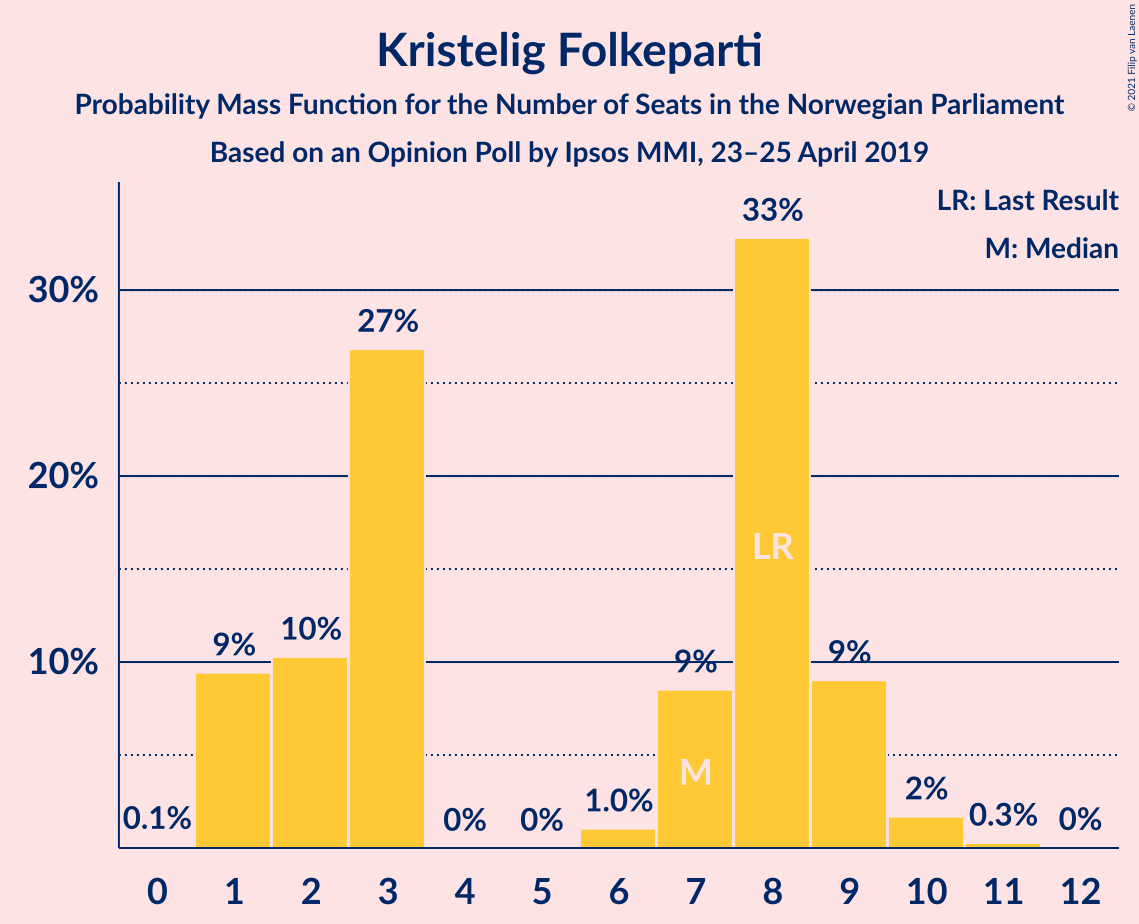 Kristelig Folkeparti
Probability Mass Function for the Number of Seats in the Norwegian Parliament
Based on an Opinion Poll by Ipsos MMI, 23–25 April 2019
© 2021 Filip van Laenen
LR: Last Result
M: Median
33%
30%
27%
20%
LR
10%
9%
10%
9%
9%
M
0.1%
0%
0%
1.0%
2%
0.3%
0%
0 1 2 3 4 5 6 7 8 9 10 11 12